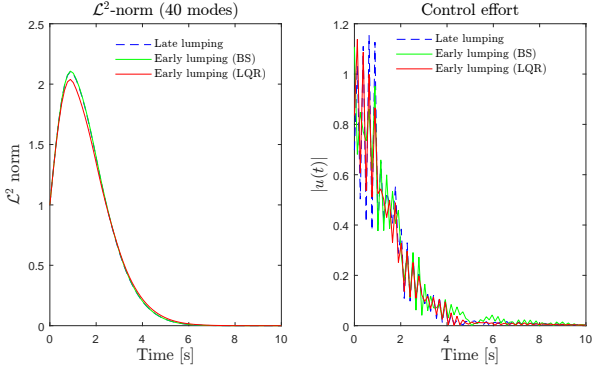 𝓛²-norm (40 modes)
Late lumping
Early lumping (BS)
Early lumping (LQR)
𝓛² norm
2.5
2
1.5
1
0.5
0
0 2 4 6 8 10
Time [s]
Control effort
Late lumping
Early lumping (BS)
Early lumping (LQR)
|u(t)|
1.2
1
0.8
0.6
0.4
0.2
0
0 2 4 6 8 10
Time [s]